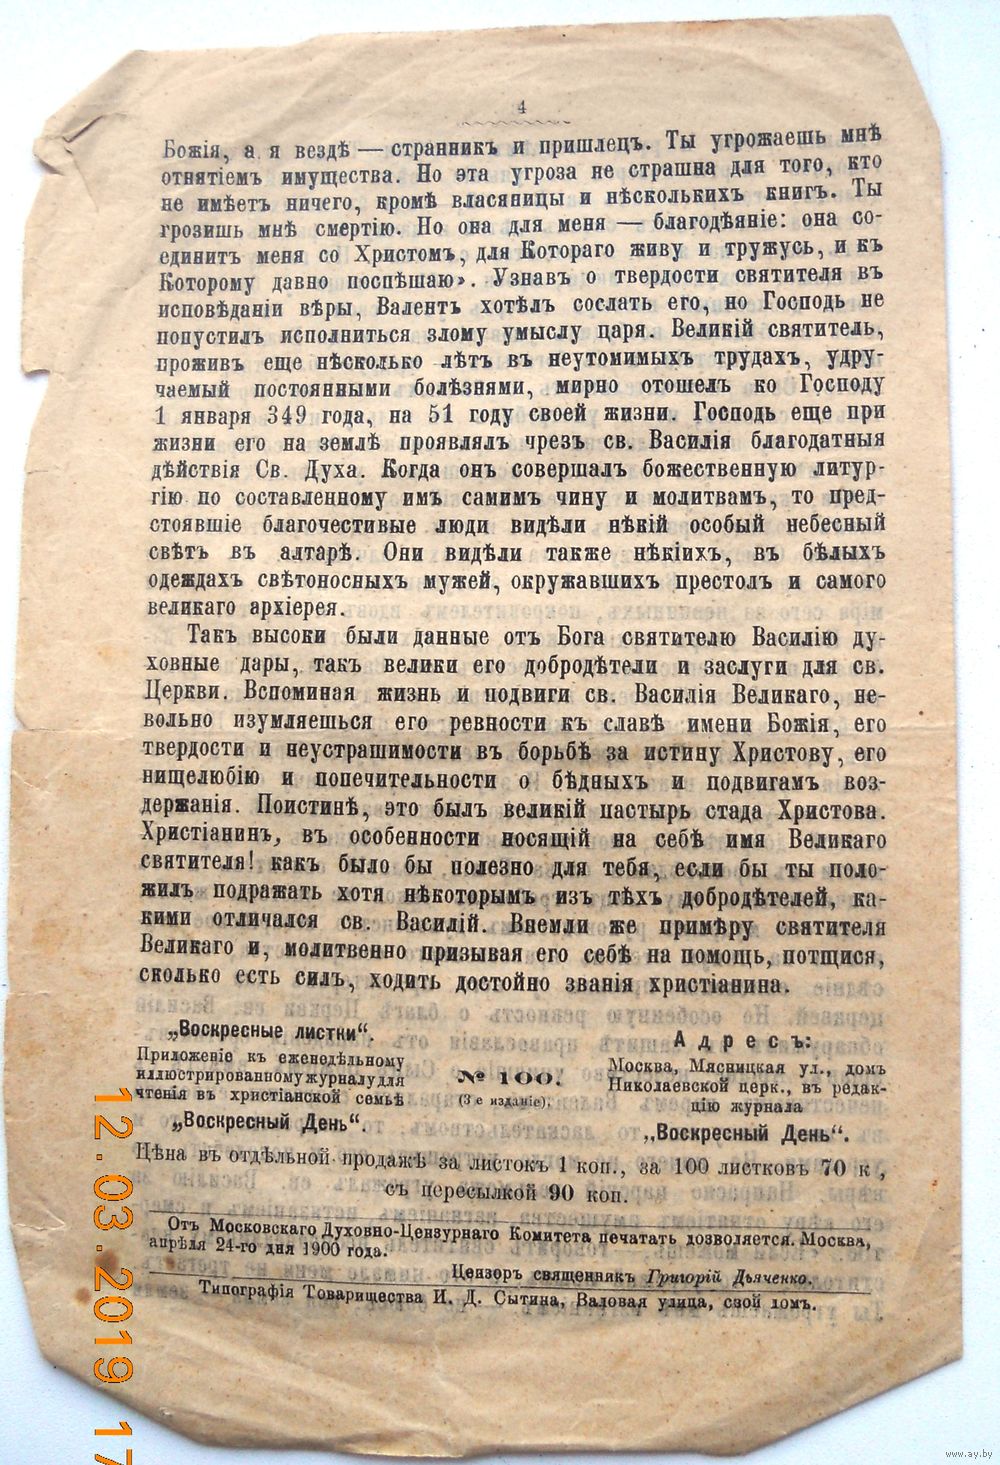 4
Божія, а я вездѣ — странникъ и пришлецъ. Ты угрожаешь мнѣ
отнятіемъ имущества. Но эта угроза не страшна для того, кто
не имѣетъ ничего, кромѣ власяницы и нѣсколькихъ книгъ. Ты
грозишь мнѣ смертію. Но она для меня — благодѣяніе: она со-
единитъ меня со Христомъ, для Котораго живу и тружусь, и къ
Которому давно поспѣшаю». Узнавъ о твердости святителя въ
исповѣданіи вѣры, Валентъ хотѣлъ сослать его, но Господь не
попустилъ исполниться злому умыслу царя. Великій святитель,
проживъ еще нѣсколько лѣтъ въ неутомимыхъ трудахъ, удру-
чаемый постоянными болѣзнями, мирно отошелъ ко Господу
1 января 349 года, на 51 году своей жизни. Господь еще при
жизни его на землѣ проявлялъ чрезъ св. Василія благодатныя
дѣйствія Св. Духа. Когда онъ совершалъ божественную литур-
гію по составленному имъ самимъ чину и молитвамъ, то пред-
стоявшіе благочестивые люди видѣли нѣкій особый небесный
свѣтъ въ алтарѣ. Они видѣли также нѣкіихъ, въ бѣлыхъ
одеждахъ свѣтоносныхъ мужей, окружавшихъ престолъ и самого
великаго архіерея.
Такъ высоки были данные отъ Бога святителю Василію ду-
ховные дары, такъ велики его добродѣтели и заслуги для св.
Церкви. Вспоминая жизнь и подвиги св. Василія Великаго, не-
вольно изумляешься его ревности къ славѣ имени Божія, его
твердости и неустрашимости въ борьбѣ за истину Христову, его
нищелюбію и попечительности о бѣдныхъ и подвигамъ воз-
держанія. Поистинѣ, это былъ великій пастырь стада Христова.
Христіанинъ, въ особенности носящій на себѣ имя Великаго
святителя! какъ было бы полезно для тебя, если бы ты поло-
жилъ подражать хотя нѣкоторымъ изъ тѣхъ добродѣтелей, ка-
кими отличался св. Василій. Внемли же примѣру святителя
Великаго и, молитвенно призывая его себѣ на помощь, потщися,
сколько есть силъ, ходить достойно званія христіанина.
„Воскресные листки“.
Приложеніе къ еженедѣльному
иллюстрированному журналу для
чтенія въ христіанской семьѣ
„Воскресный День“.
№ 100.
(3-е изданіе).
Адресъ:
Москва, Мясницкая ул., домъ
Николаевской церк., въ редак-
цію журнала
„Воскресный День“.
Цѣна въ отдѣльной продажѣ за листокъ 1 коп., за 100 листковъ 70 к,
съ пересылкой 90 коп.
Отъ Московскаго Духовно-Цензурнаго Комитета печатать дозволяется. Москва,
апрѣля 24-го дня 1900 года.
Цензоръ священникъ Григорій Дьяченко.
Типографія Товарищества И. Д. Сытина, Валовая улица, свой домъ.
12.03.2019 17
www.ay.by